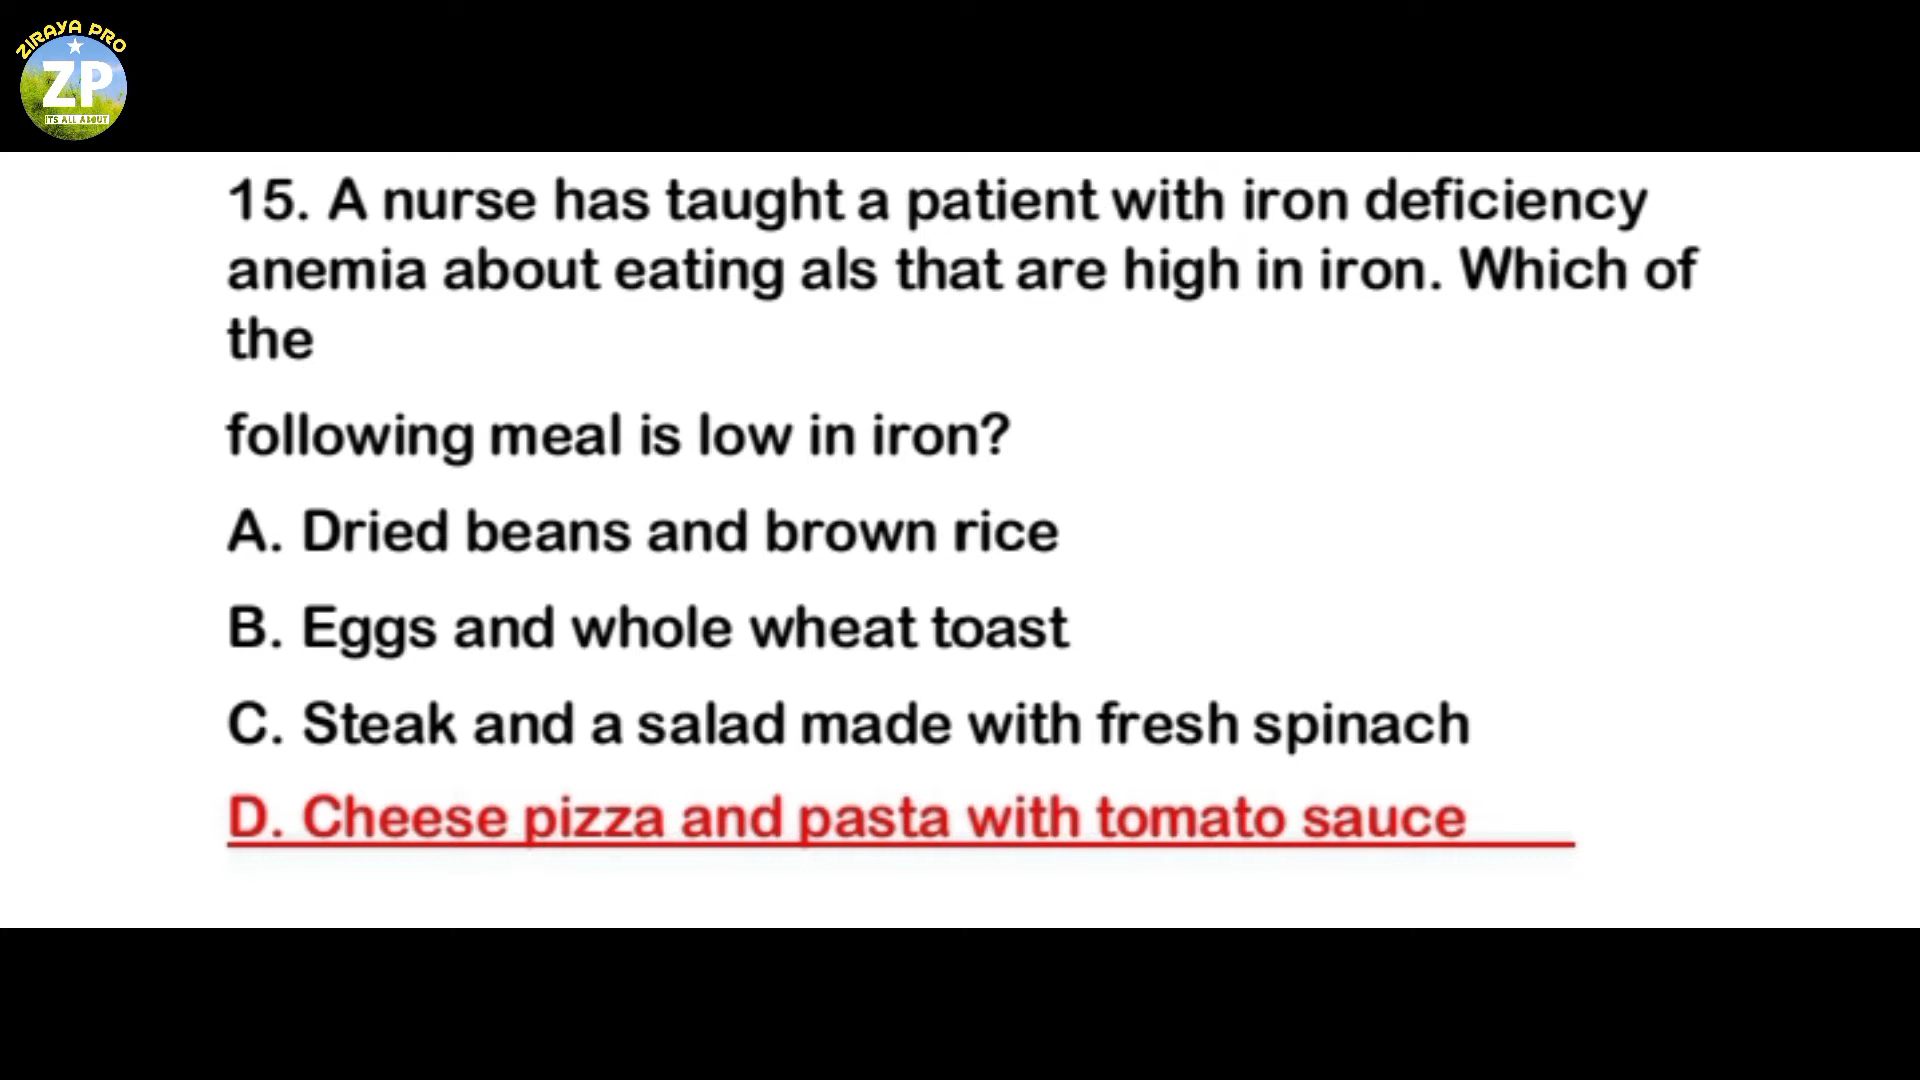 ZIRAYA PRO
ZP
ITS ALL ABOUT
15. A nurse has taught a patient with iron deficiency
anemia about eating als that are high in iron. Which of
the
following meal is low in iron?
A. Dried beans and brown rice
B. Eggs and whole wheat toast
C. Steak and a salad made with fresh spinach
D. Cheese pizza and pasta with tomato sauce